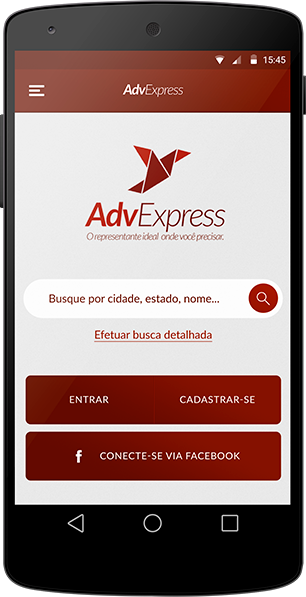 15:45
AdvExpress
AdvExpress
O representante ideal onde você precisar.
Busque por cidade, estado, nome...
Efetuar busca detalhada
ENTRAR CADASTRAR-SE
f CONECTE-SE VIA FACEBOOK